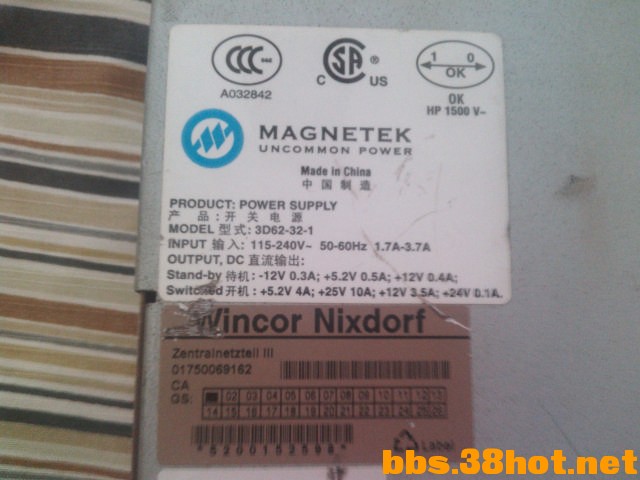 CCC
A032842
SA
C US
®
1 0
OK
OK
HP 1500 V~
MAGNETEK
UNCOMMON POWER
Made in China
中国制造
PRODUCT: POWER SUPPLY
产 品：开 关 电 源
MODEL 型式：3D62-32-1
INPUT 输入：115-240V~ 50-60Hz 1.7A-3.7A
OUTPUT, DC 直流输出：
Stand-by 待机：-12V 0.3A; +5.2V 0.5A; +12V 0.4A;
Switched 开机：+5.2V 4A; +25V 10A; +12V 3.5A; +24V 0.1A.
Wincor Nixdorf
Zentralnetzteil III
01750069162
CA
GS: 02 03 04 05 06 07 08 09 10 11 12 13
14 15 16 17 18 19 20 21 22 23 24 25 26
*5200152598*
Label
bbs.38hot.net